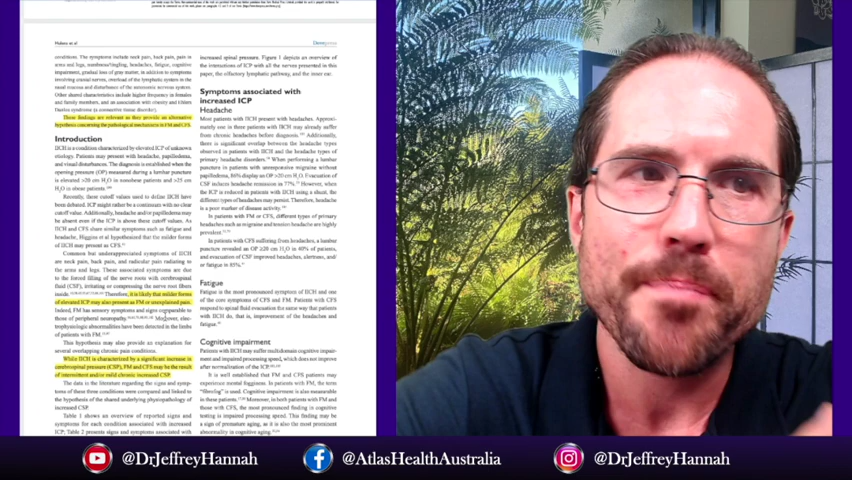 Hulens et al
Dovepress
conditions. The symptoms include neck pain, back pain, pain in
arms and legs, numbness/tingling, headaches, fatigue, cognitive
impairment, gradual loss of gray matter, in addition to symptoms
involving cranial nerves, overload of the lymphatic system in the
nasal mucosa and disturbance of the autonomic nervous system.
Other shared characteristics include higher frequency in females
and family members, and an association with obesity and Ehlers
Danlos syndrome (a connective tissue disorder).
These findings are relevant as they provide an alternative
hypothesis concerning the pathological mechanisms in FM and CFS.
Introduction
IICH is a condition characterized by elevated ICP of unknown
etiology. Patients may present with headache, papilledema,
and visual disturbances. The diagnosis is established when the
opening pressure (OP) measured during a lumbar puncture
is elevated >20 cm H2O in nonobese patients and >25 cm
H2O in obese patients.
Recently, these cutoff values used to define IICH have
been debated. ICP might rather be a continuum with no clear
cutoff value. Additionally, headache and/or papilledema may
be absent even if the ICP is above these cutoff values. As
IICH and CFS share similar symptoms such as fatigue and
headache, Higgins et al hypothesized that the milder forms
of IICH may present as CFS.
Common but underappreciated symptoms of IICH
are neck pain, back pain, and radicular pain radiating to
the arms and legs. These associated symptoms are due
to the forced filling of the nerve roots with cerebrospinal
fluid (CSF), irritating or compressing the nerve root fibers
inside. Therefore, it is likely that milder forms
of elevated ICP may also present as FM or unexplained pain.
Indeed, FM has sensory symptoms and signs comparable to
those of peripheral neuropathy. Moreover, elec-
trophysiologic abnormalities have been detected in the limbs
of patients with FM.
This hypothesis may also provide an explanation for
several overlapping chronic pain conditions.
While IICH is characterized by a significant increase in
cerebrospinal pressure (CSP), FM and CFS may be the result
of intermittent and/or mild chronic increased CSP.
The data in the literature regarding the signs and symp-
toms of these three conditions were compared and linked to
the hypothesis of the shared underlying physiopathology of
increased CSP.
Table 1 shows an overview of reported signs and
symptoms for each condition associated with increased
ICP; Table 2 presents signs and symptoms associated with
increased spinal pressure. Figure 1 depicts an overview of
the interactions of ICP with all the nerves presented in this
paper, the olfactory lymphatic pathway, and the inner ear.
Symptoms associated with
increased ICP
Headache
Most patients with IICH present with headaches. Approxi-
mately one in three patients with IICH may already suffer
from chronic headaches before diagnosis. Additionally,
there is significant overlap between the headache types
observed in patients with IICH and the headache types of
primary headache disorders. When performing a lumbar
puncture in patients with unresponsive migraine without
papilledema, 86% display an OP >20 cm H2O. Evacuation of
CSF induces headache remission in 77%. However, when
the ICP is reduced in patients with IICH using a shunt, the
different types of headaches may persist. Therefore, headache
is a poor marker of disease activity.
In patients with FM or CFS, different types of primary
headaches such as migraine and tension headache are highly
prevalent.
In patients with CFS suffering from headache, a lumbar
puncture revealed an OP ≥20 cm H2O in 40% of patients,
and evacuation of CSF improved headaches, alertness, and/
or fatigue in 85%.
Fatigue
Fatigue is the most prevalent symptom of IICH and one
of the core symptoms of CFS and FM. Patients with CFS
respond to spinal fluid evacuation the same way that patients
with IICH do, that is, improvement of the headaches and
fatigue.
Cognitive impairment
Patients with IICH may suffer multidomain cognitive impair-
ment and impaired processing speed, which does not improve
after normalization of the ICP.
It is well established that FM and CFS patients may
experience mental fogginess. In patients with FM, the term
"fibrofog" is used. Cognitive impairment is also measurable
in these patients. Moreover, in both patients with FM and
those with CFS, the most pronounced finding in cognitive
testing is impaired processing speed. This finding may be
a sign of premature aging, as it is also the most prominent
abnormality in cognitive aging.
@DrJeffreyHannah
@AtlasHealthAustralia
@DrJeffreyHannah